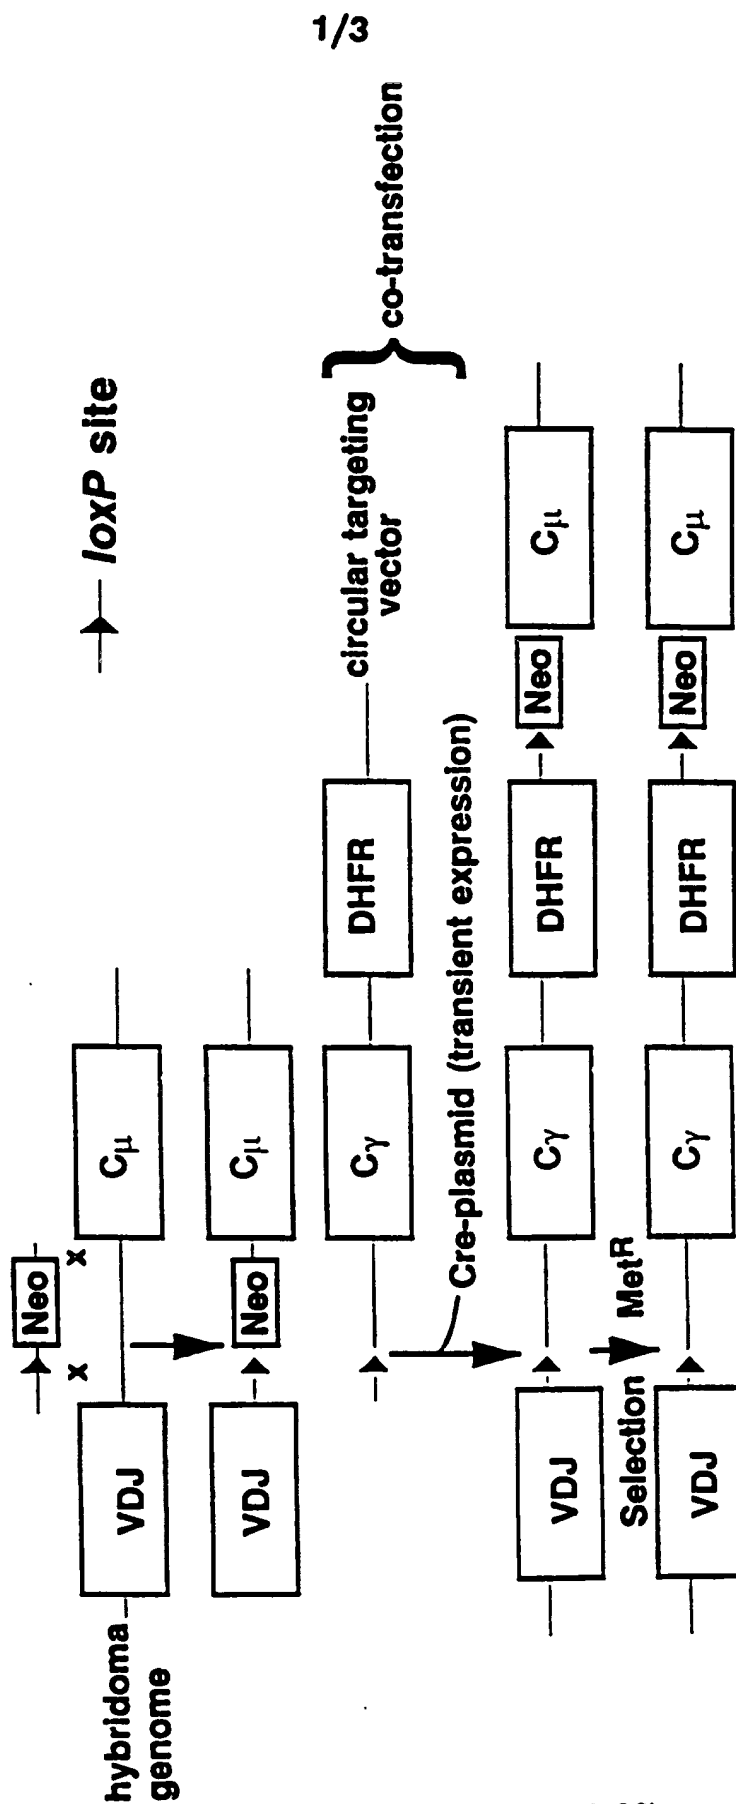 1/3
loxP site
Neo
x x
hybridoma
genome
VDJ Cμ
VDJ Neo Cμ
Cγ DHFR circular targeting
vector
co-transfection
Cre-plasmid (transient expression)
VDJ Cγ DHFR Neo Cμ
Selection MetR
VDJ Cγ DHFR Neo Cμ